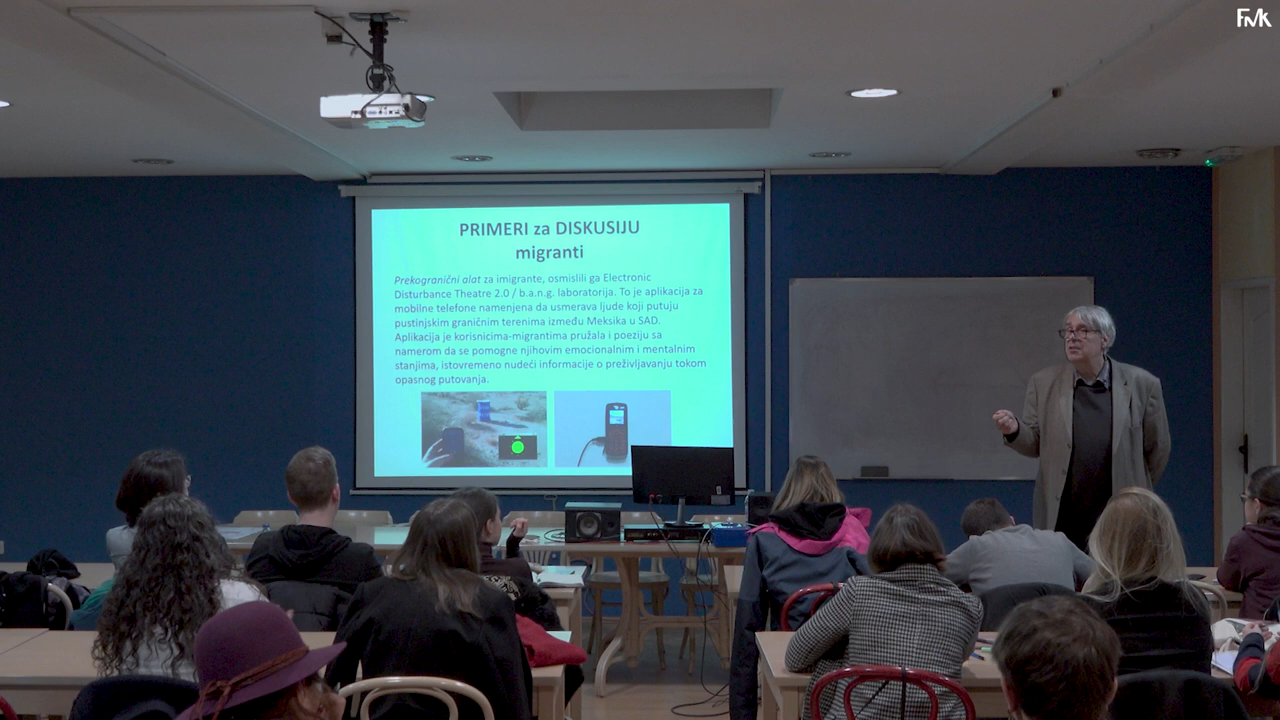 FMK
PRIMERI za DISKUSIJU
migranti
Prekogranični alat za imigrante, osmislili ga Electronic
Disturbance Theatre 2.0 / b.a.n.g. laboratorija. To je aplikacija za
mobilne telefone namenjena da usmerava ljude koji putuju
pustinjskim graničnim terenima između Meksika u SAD.
Aplikacija je korisnicima-migrantima pružala i poeziju sa
namerom da se pomogne njihovim emocionalnim i mentalnim
stanjima, istovremeno nudeći informacije o preživljavanju tokom
opasnog putovanja.